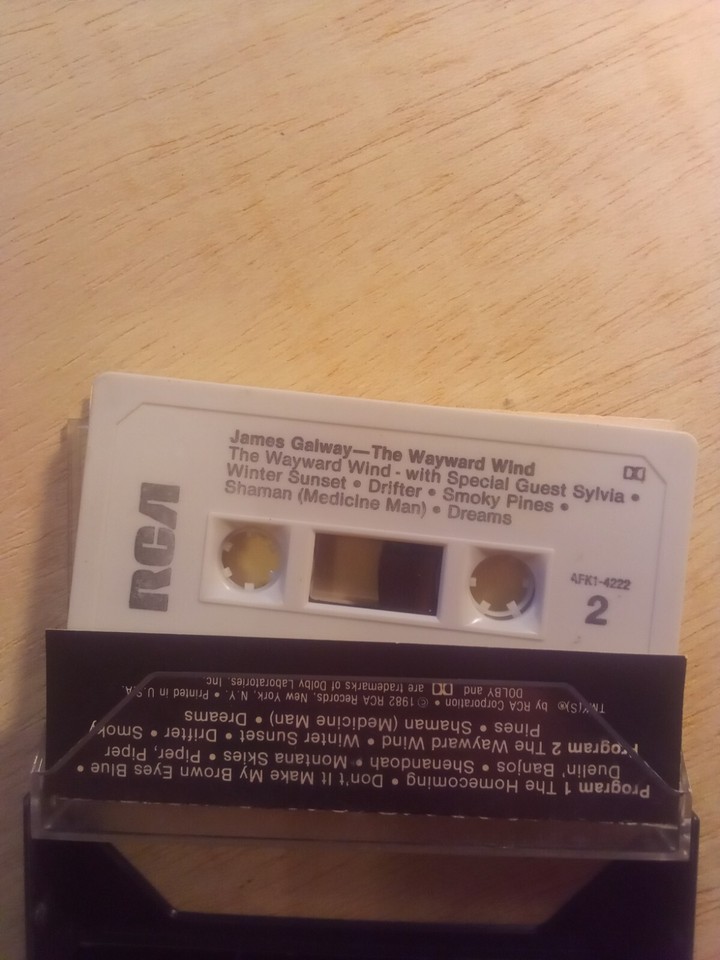 James Galway—The Wayward Wind
The Wayward Wind - with Special Guest Sylvia •
Winter Sunset • Drifter • Smoky Pines •
Shaman (Medicine Man) • Dreams
RCA
AFK1-4222
2
Program 1 The Homecoming • Don't It Make My Brown Eyes Blue •
Duelin' Banjos • Shenandoah • Montana Skies • Piper, Piper
Program 2 The Wayward Wind • Winter Sunset • Drifter • Smoky
Pines • Shaman (Medicine Man) • Dreams
TMK(S)® by RCA Corporation • © 1982 RCA Records, New York, N.Y. • Printed in U.S.A.
DOLBY and are trademarks of Dolby Laboratories, Inc.